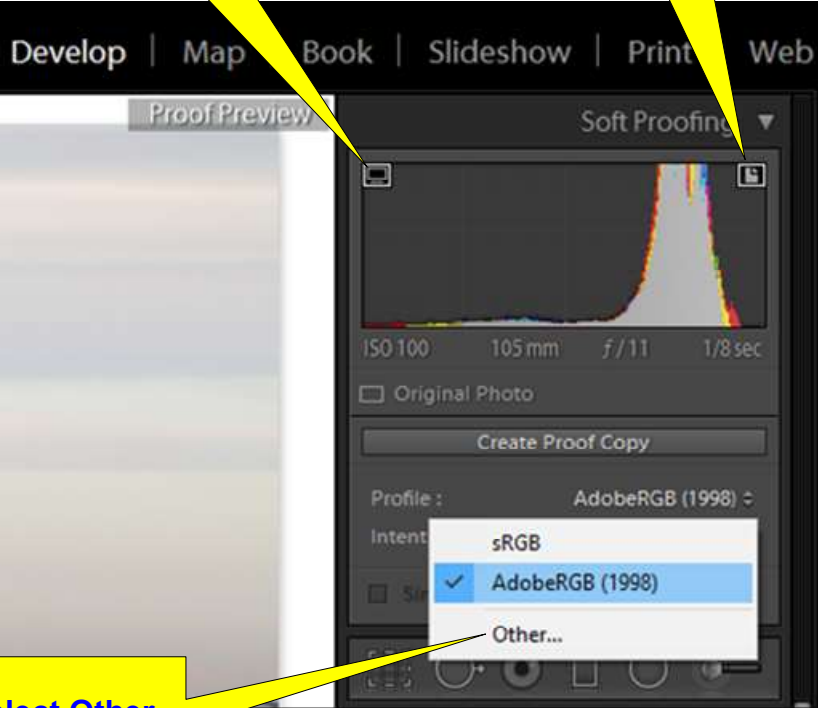 Develop | Map Book | Slideshow | Print Web
Proof Preview
Soft Proofing ▼
ISO 100 105 mm ƒ/11 1/8 sec
Original Photo
Create Proof Copy
Profile : AdobeRGB (1998)
Intent
sRGB
AdobeRGB (1998)
Other...
Other